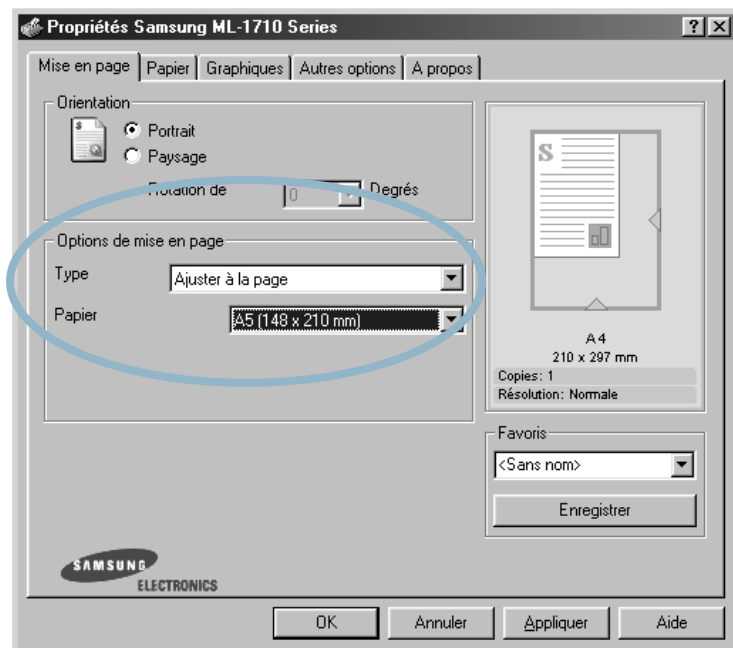 Propriétés Samsung ML-1710 Series
Mise en page Papier Graphiques Autres options A propos
Orientation
Portrait
Paysage
Rotation de 0 Degrés
Options de mise en page
Type Ajuster à la page
Papier A5 (148 x 210 mm)
S
A4
210 x 297 mm
Copies: 1
Résolution: Normale
Favoris
<Sans nom>
Enregistrer
SAMSUNG
ELECTRONICS
OK Annuler Appliquer Aide